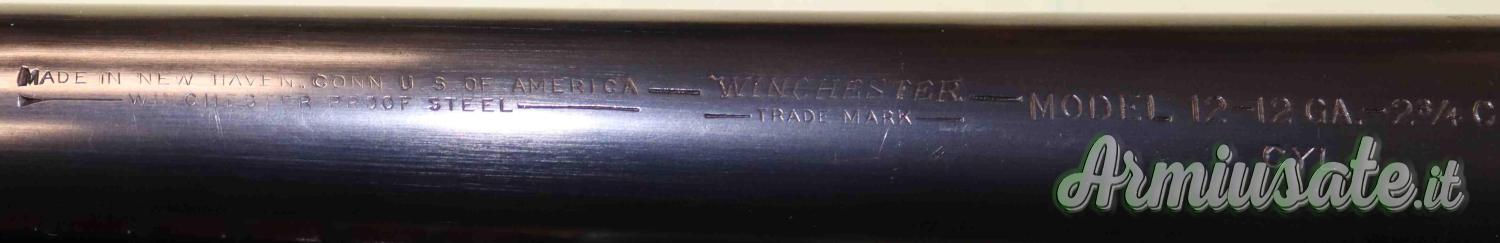 MADE IN NEW HAVEN, CONN. U. S. OF AMERICA — WINCHESTER — MODEL 12-12 GA.-2¾ C
WINCHESTER PROOF STEEL — TRADE MARK —
CYL
Armiusate.it